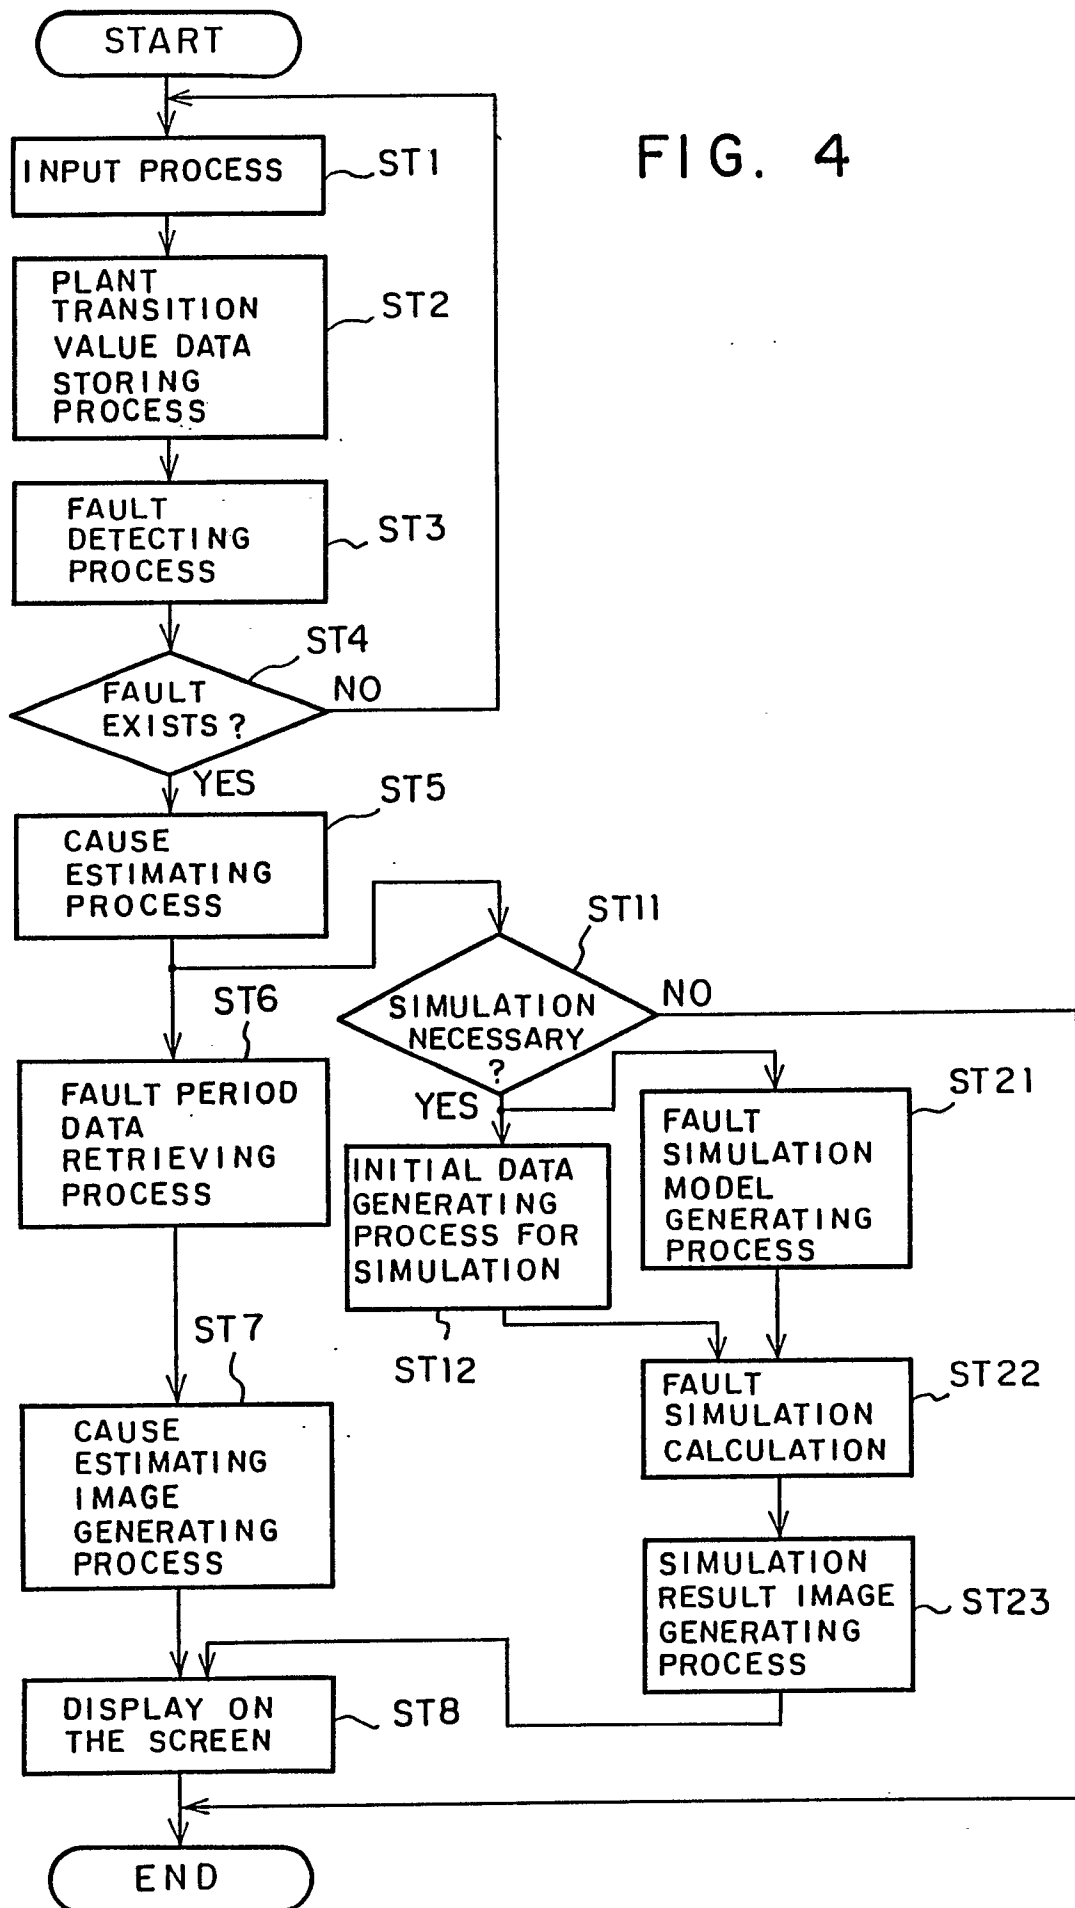 START
FIG. 4
INPUT PROCESS
ST1
PLANT
TRANSITION
VALUE DATA
STORING
PROCESS
ST2
FAULT
DETECTING
PROCESS
ST3
ST4
FAULT
EXISTS?
NO
YES
ST5
CAUSE
ESTIMATING
PROCESS
ST11
SIMULATION
NECESSARY
?
NO
YES
ST6
FAULT PERIOD
DATA
RETRIEVING
PROCESS
INITIAL DATA
GENERATING
PROCESS FOR
SIMULATION
ST12
ST21
FAULT
SIMULATION
MODEL
GENERATING
PROCESS
ST7
CAUSE
ESTIMATING
IMAGE
GENERATING
PROCESS
ST22
FAULT
SIMULATION
CALCULATION
SIMULATION
RESULT IMAGE
GENERATING
PROCESS
ST23
DISPLAY ON
THE SCREEN
ST8
END